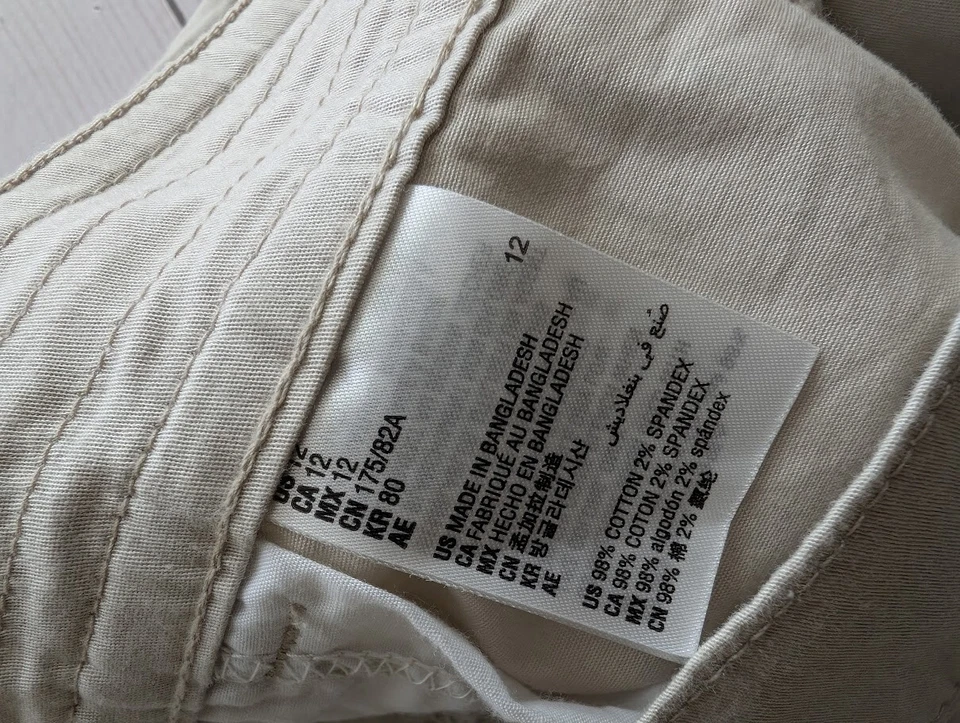 12
US 12
CA 12
MX 12
CN 175/82A
KR 80
AE
US MADE IN BANGLADESH
CA FABRIQUÉ AU BANGLADESH
MX HECHO EN BANGLADESH
CN 孟加拉制造
KR 방글라데시산
AE صُنع في بنغلاديش
US 98% COTTON 2% SPANDEX
CA 98% COTON 2% SPANDEX
MX 98% algodón 2% spándex
CN 98% 棉 2% 氨纶